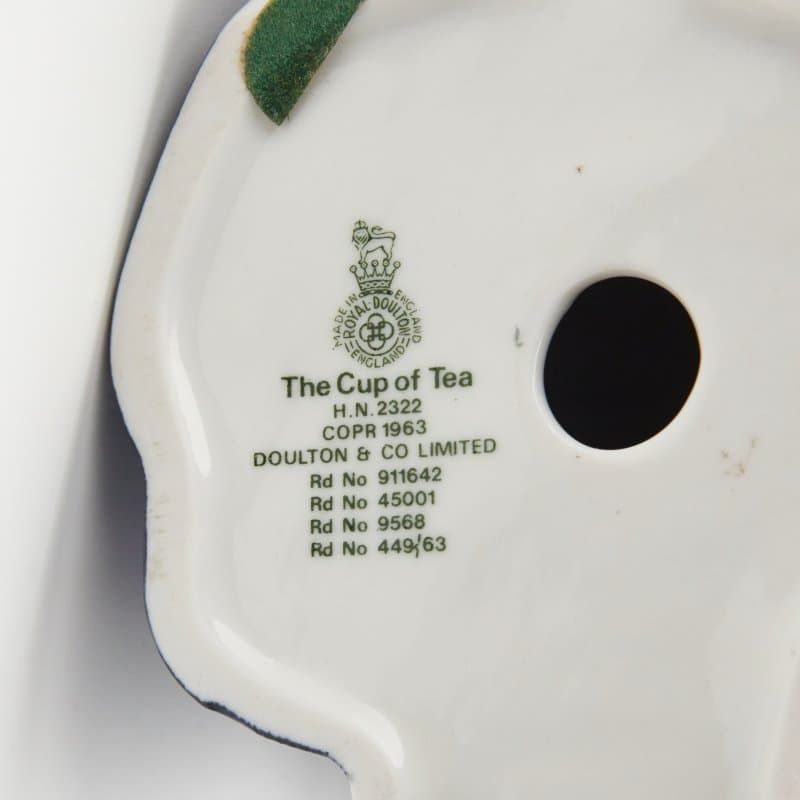 MADE IN ENGLAND
ROYAL DOULTON
ENGLAND
The Cup of Tea
H.N.2322
COPR 1963
DOULTON & CO LIMITED
Rd No 911642
Rd No 45001
Rd No 9568
Rd No 449/63